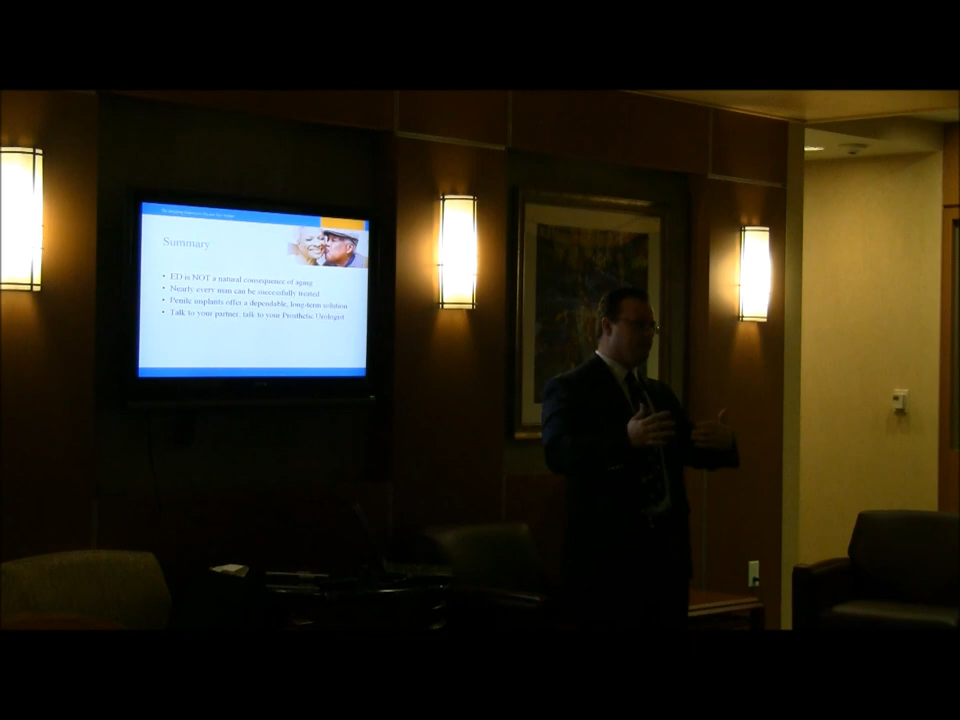 Summary
• ED is NOT a natural consequence of aging
• Nearly every man can be successfully treated
• Penile implants offer a dependable, long-term solution
• Talk to your partner, talk to your Prosthetic Urologist